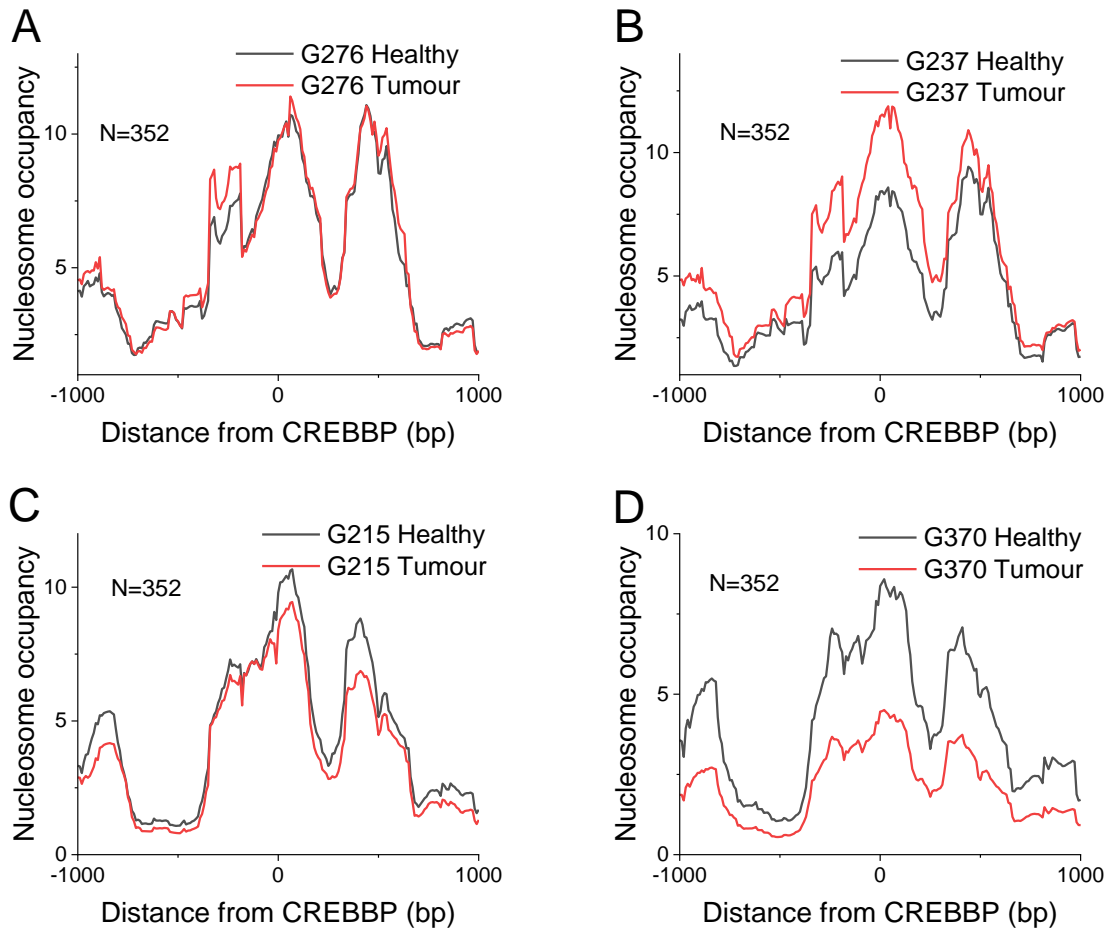 A
G276 Healthy
G276 Tumour
N=352
Nucleosome occupancy
10
5
-1000
0
1000
Distance from CREBBP (bp)
B
G237 Healthy
G237 Tumour
N=352
Nucleosome occupancy
10
5
-1000
0
1000
Distance from CREBBP (bp)
C
G215 Healthy
G215 Tumour
N=352
Nucleosome occupancy
10
5
0
-1000
0
1000
Distance from CREBBP (bp)
D
G370 Healthy
G370 Tumour
N=352
Nucleosome occupancy
10
5
0
-1000
0
1000
Distance from CREBBP (bp)